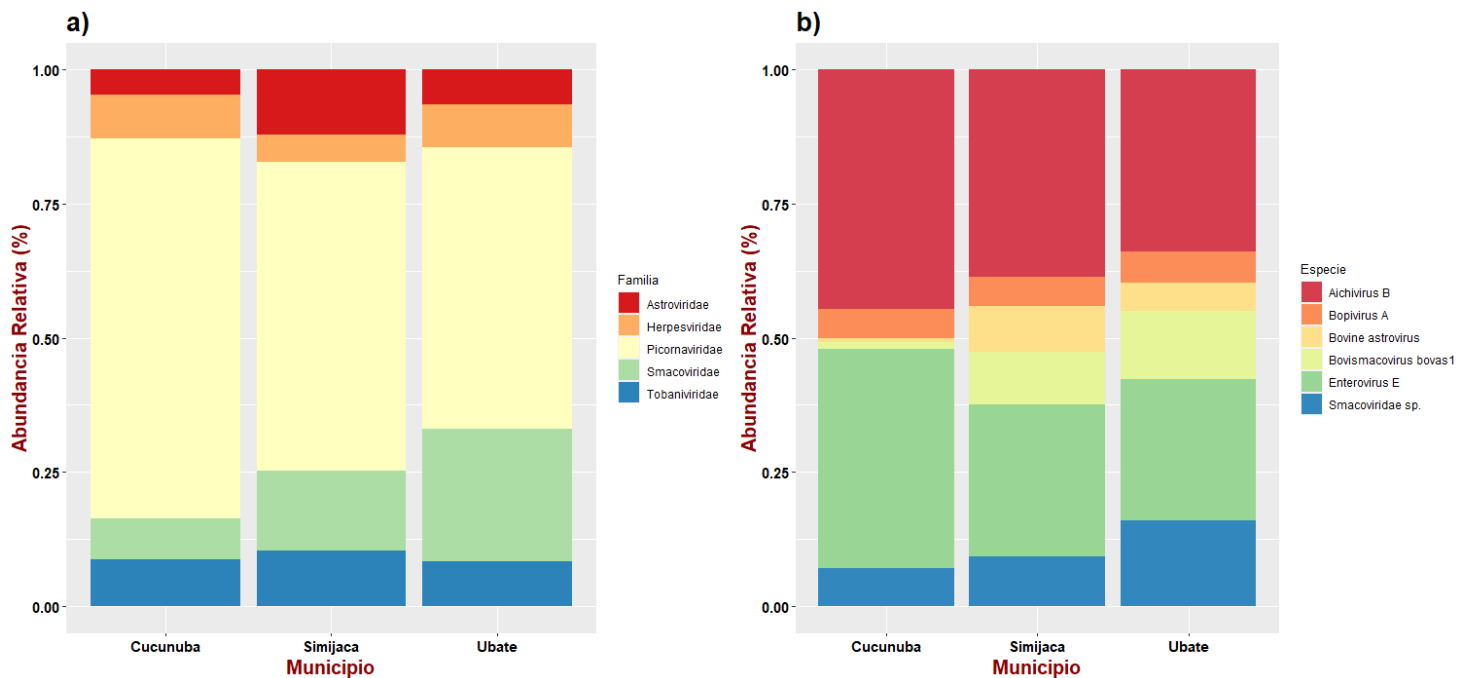 a)
Abundancia Relativa (%)
1.00
0.75
0.50
0.25
0.00
Cucunuba
Simijaca
Ubate
Municipio
Familia
Astroviridae
Herpesviridae
Picornaviridae
Smacoviridae
Tobaniviridae
b)
Abundancia Relativa (%)
1.00
0.75
0.50
0.25
0.00
Cucunuba
Simijaca
Ubate
Municipio
Especie
Aichivirus B
Bopivirus A
Bovine astrovirus
Bovismacovirus bovas1
Enterovirus E
Smacoviridae sp.